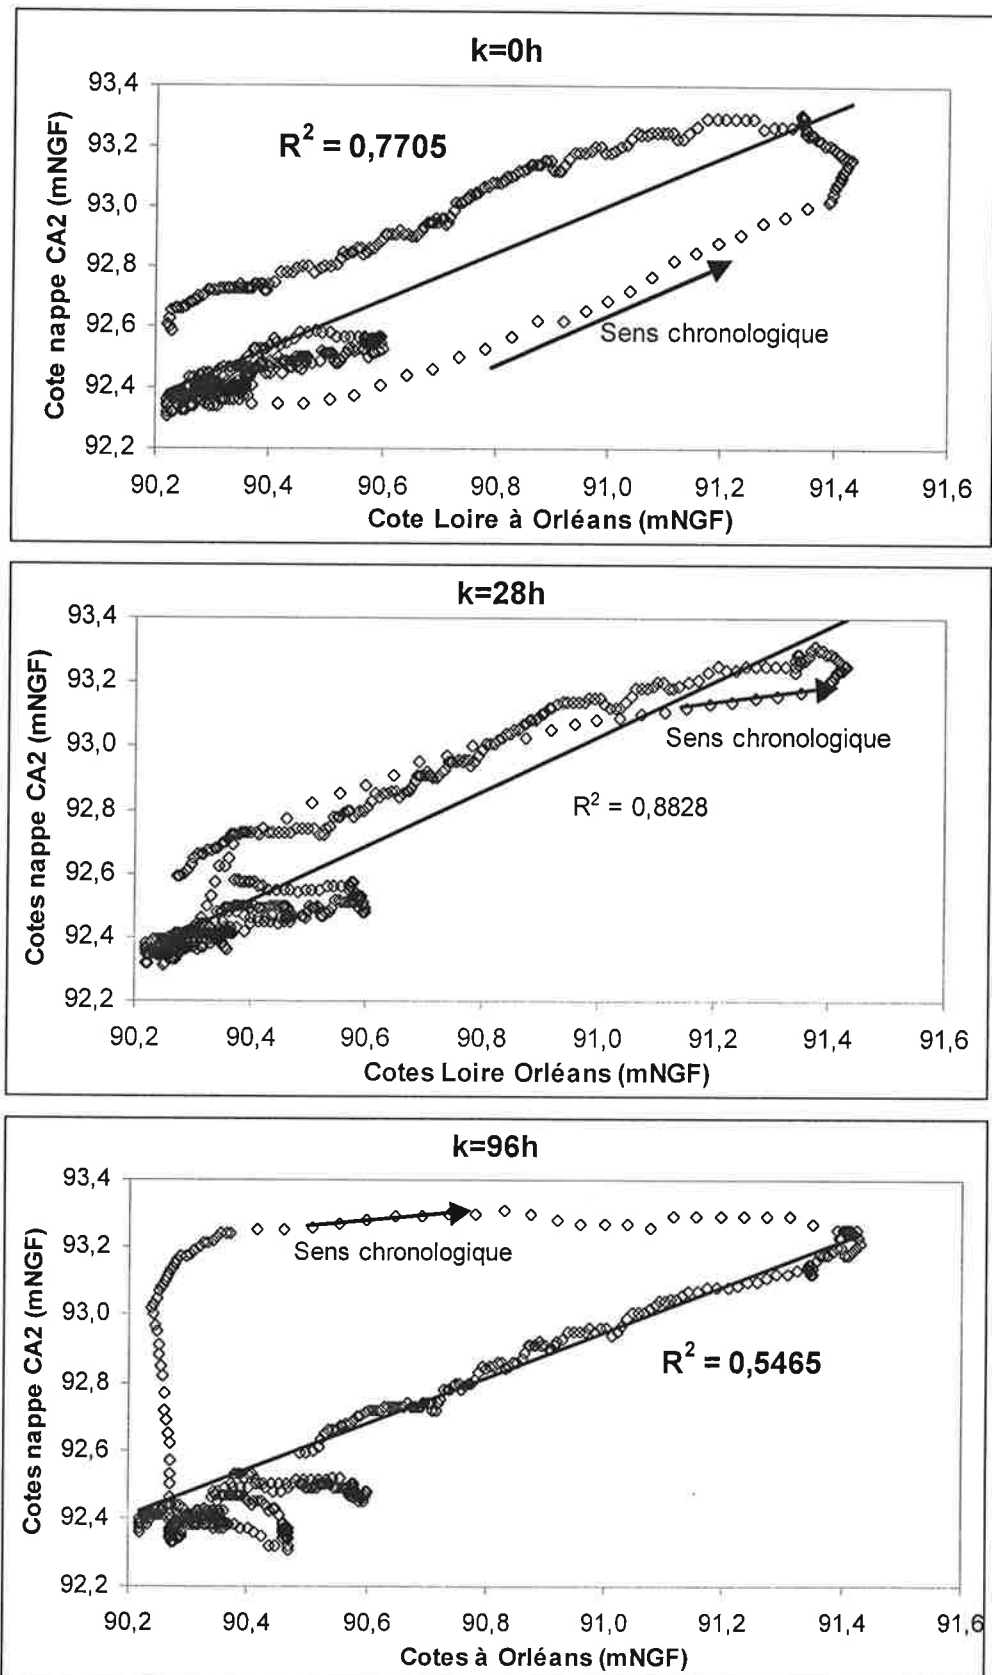 k=0h
93,4
93,2
93,0
92,8
92,6
92,4
92,2
Cote nappe CA2 (mNGF)
R² = 0,7705
Sens chronologique
90,2 90,4 90,6 90,8 91,0 91,2 91,4 91,6
Cote Loire à Orléans (mNGF)
k=28h
93,4
93,2
93,0
92,8
92,6
92,4
92,2
Cotes nappe CA2 (mNGF)
Sens chronologique
R² = 0,8828
90,2 90,4 90,6 90,8 91,0 91,2 91,4 91,6
Cotes Loire Orléans (mNGF)
k=96h
93,4
93,2
93,0
92,8
92,6
92,4
92,2
Cotes nappe CA2 (mNGF)
Sens chronologique
R² = 0,5465
90,2 90,4 90,6 90,8 91,0 91,2 91,4 91,6
Cotes à Orléans (mNGF)